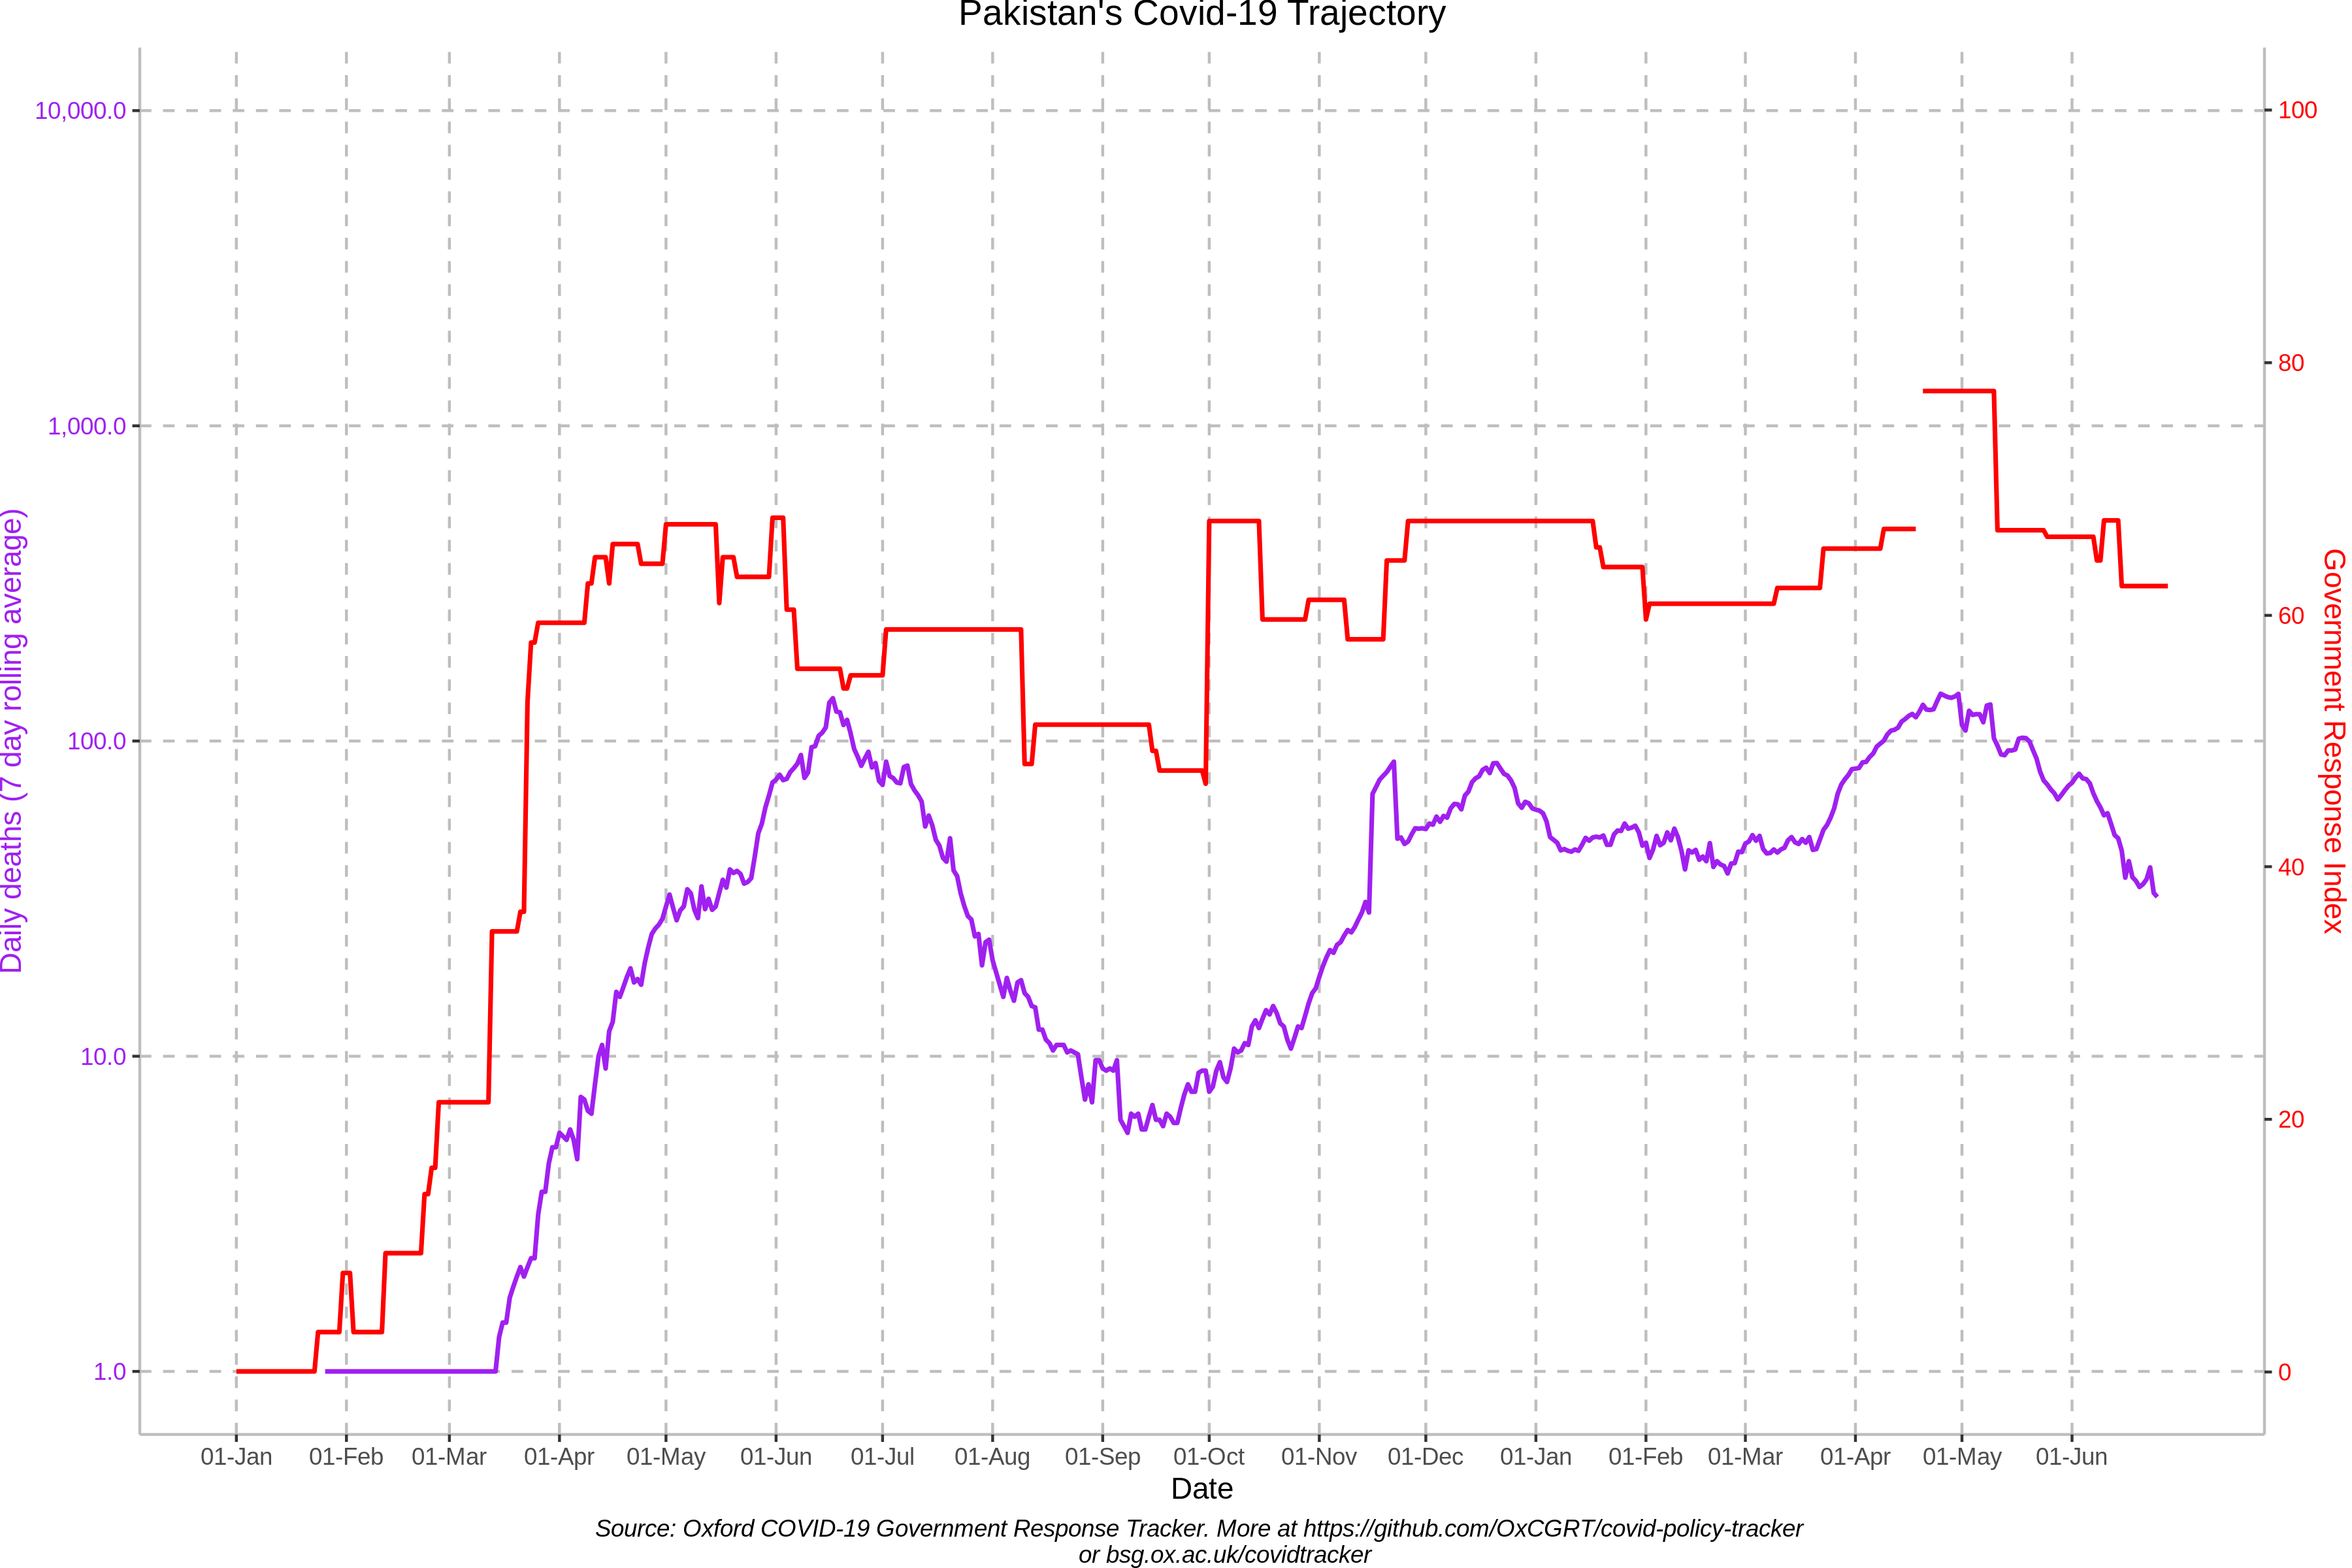 Pakistan's Covid-19 Trajectory
10,000.0
1,000.0
100.0
10.0
1.0
Daily deaths (7 day rolling average)
100
80
60
40
20
0
Government Response Index
01-Jan 01-Feb 01-Mar 01-Apr 01-May 01-Jun 01-Jul 01-Aug 01-Sep 01-Oct 01-Nov 01-Dec 01-Jan 01-Feb 01-Mar 01-Apr 01-May 01-Jun
Date
Source: Oxford COVID-19 Government Response Tracker. More at https://github.com/OxCGRT/covid-policy-tracker
or bsg.ox.ac.uk/covidtracker